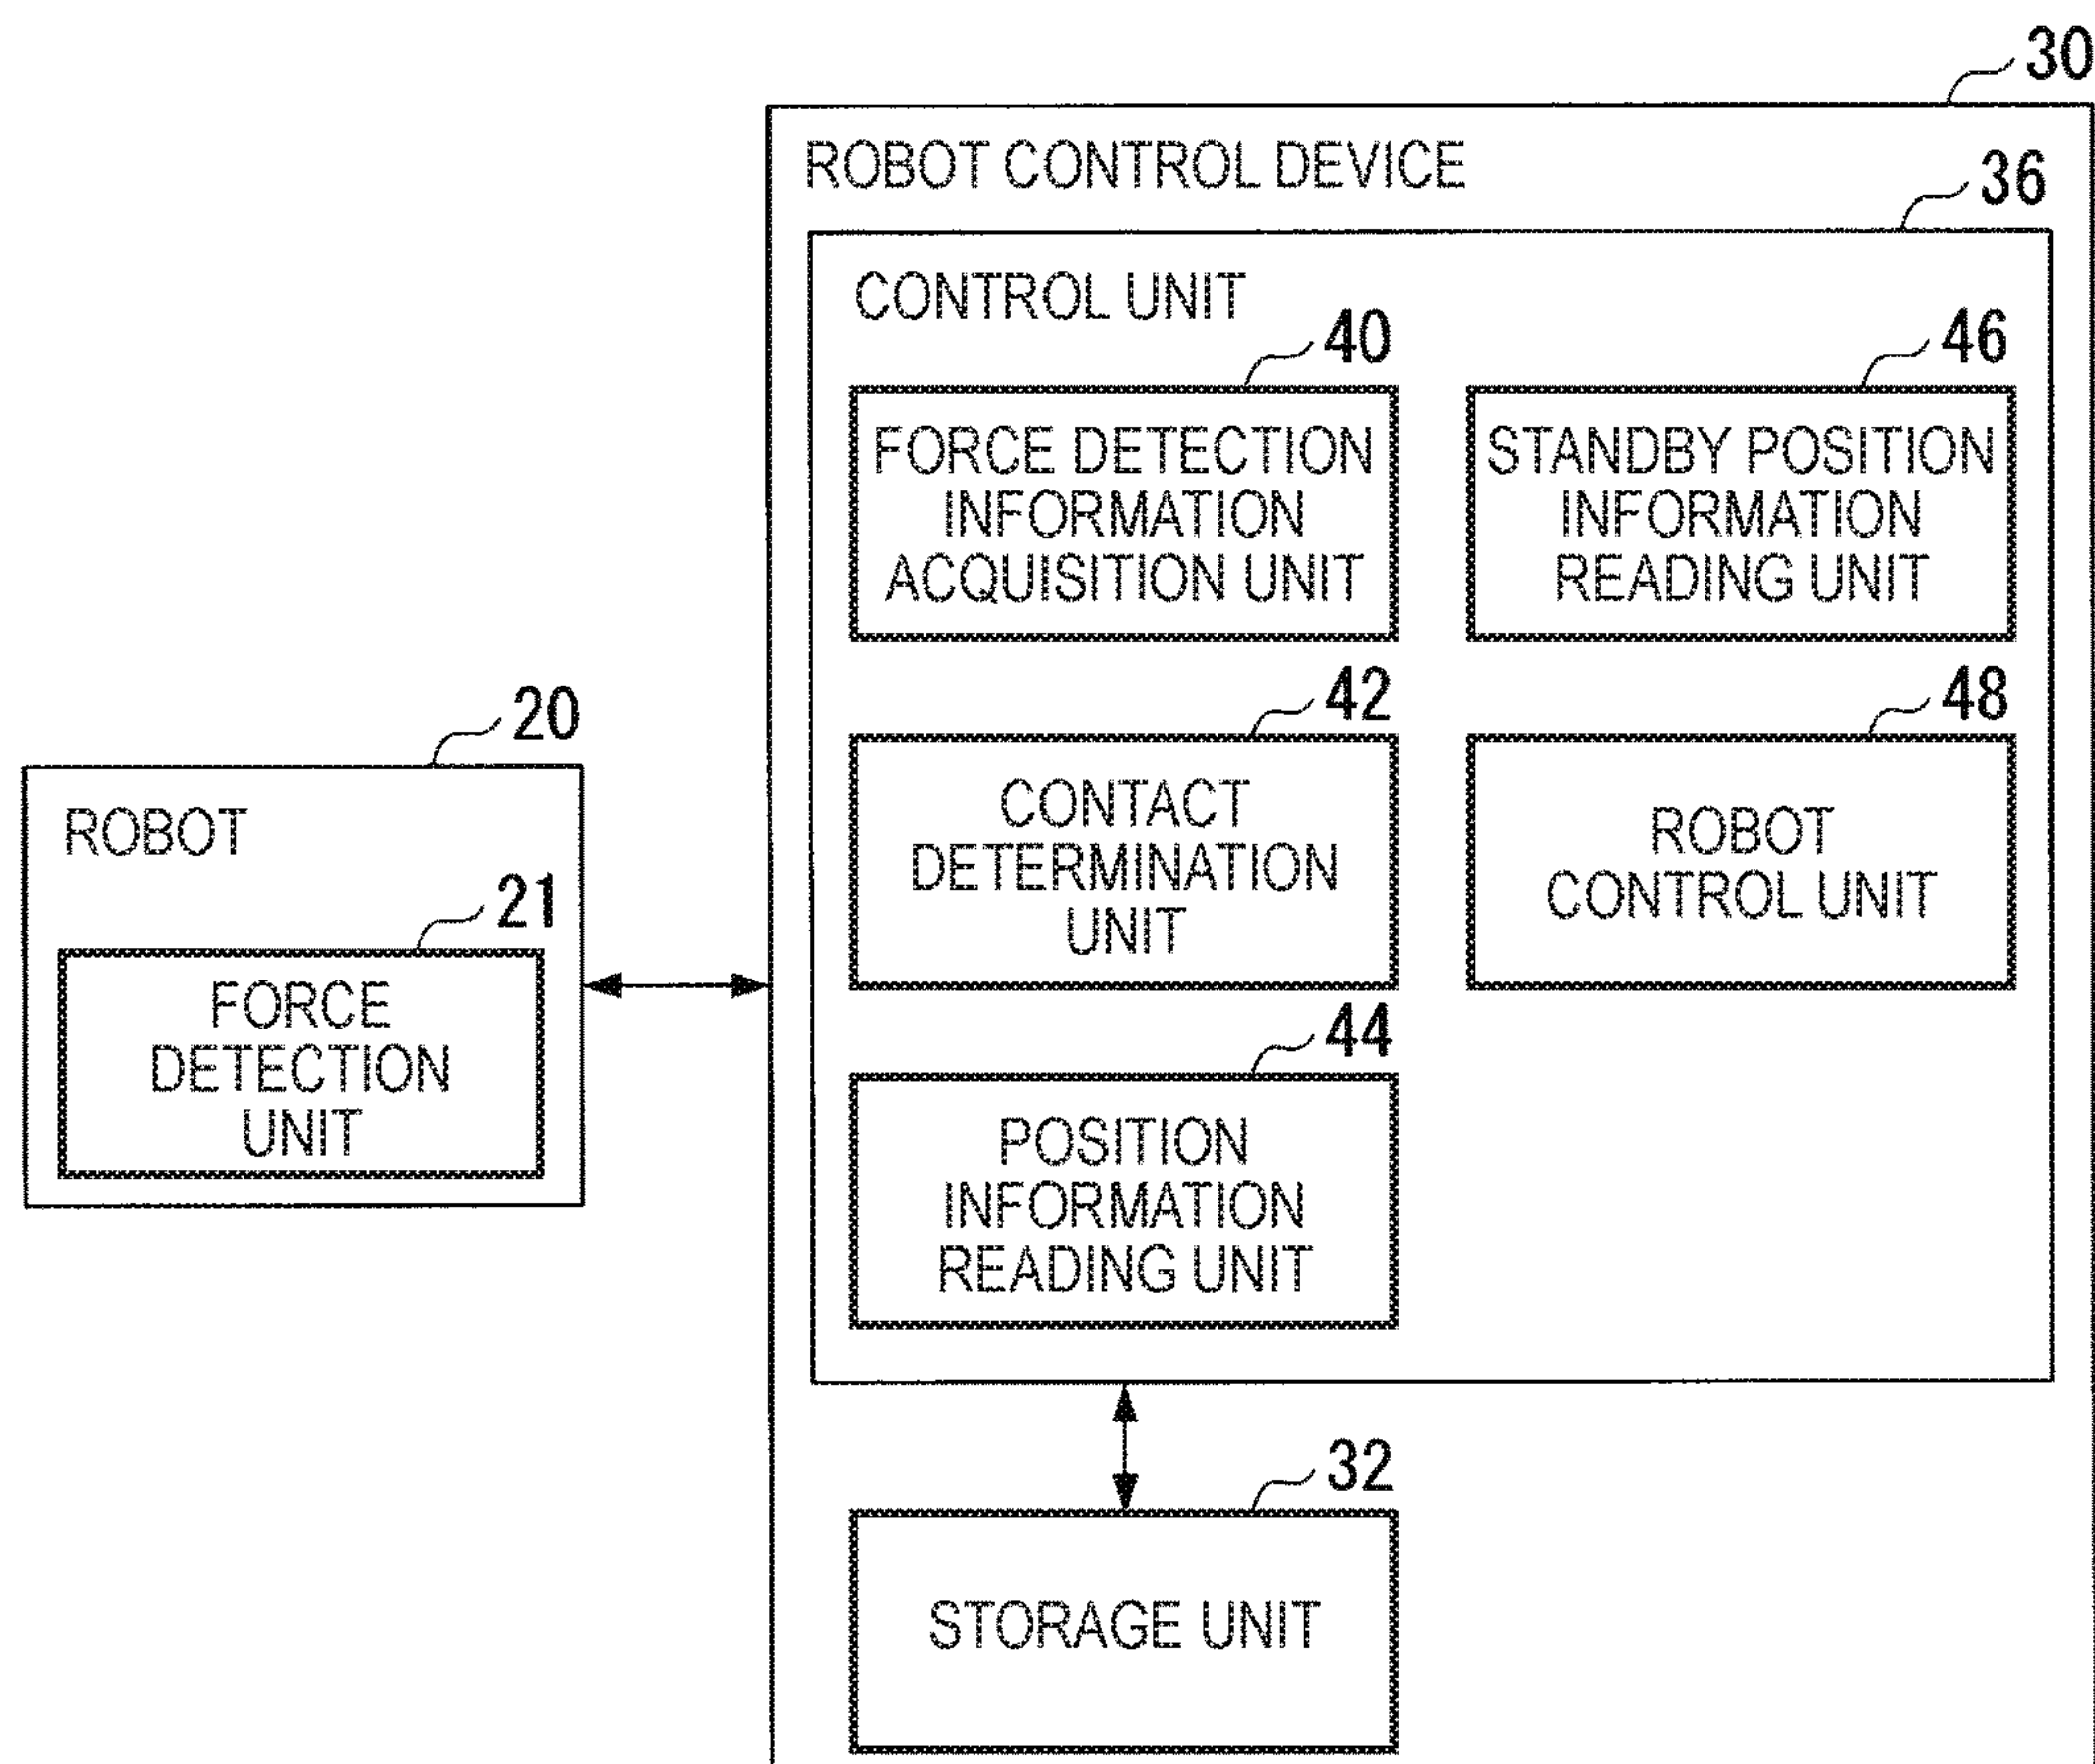 30
ROBOT CONTROL DEVICE
36
CONTROL UNIT
40
FORCE DETECTION
INFORMATION
ACQUISITION UNIT
46
STANDBY POSITION
INFORMATION
READING UNIT
42
CONTACT
DETERMINATION
UNIT
48
ROBOT
CONTROL UNIT
20
ROBOT
21
FORCE
DETECTION
UNIT
44
POSITION
INFORMATION
READING UNIT
32
STORAGE UNIT